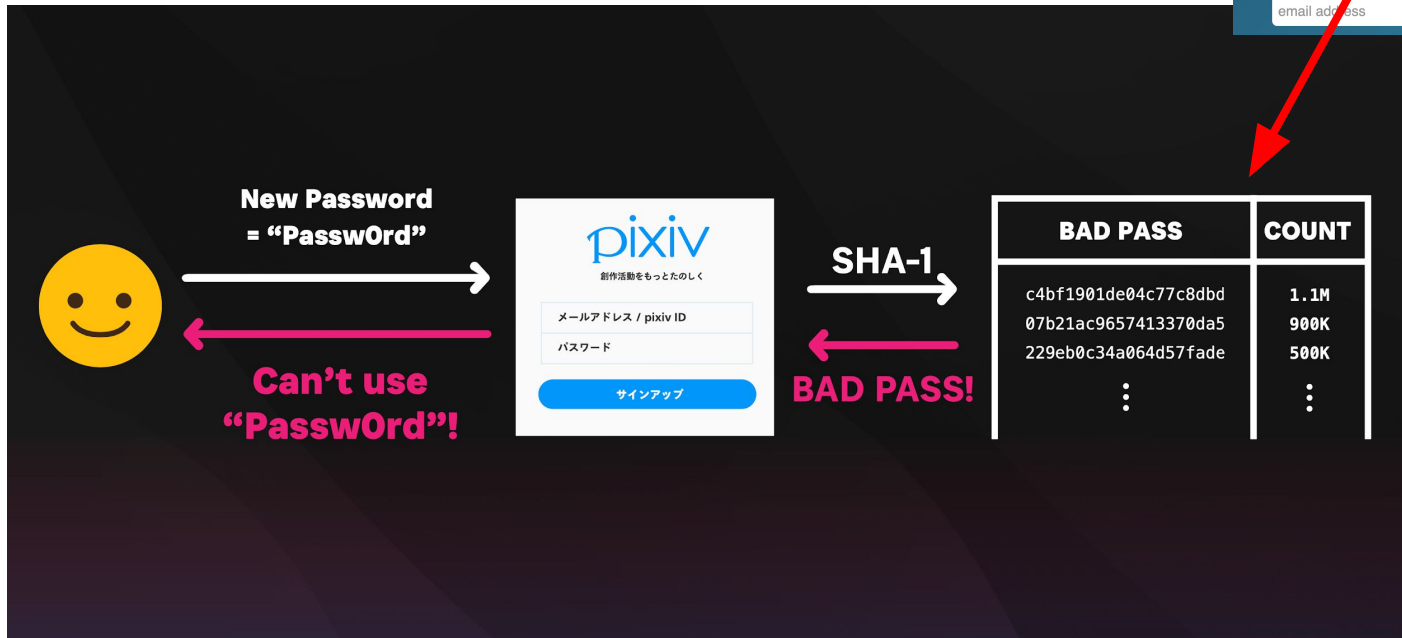 email address
New Password
= “Passw0rd”
Can’t use
“Passw0rd”!
pixiv
創作活動をもっとたのしく
メールアドレス / pixiv ID
パスワード
サインアップ
SHA-1
BAD PASS!
BAD PASS COUNT
c4bf1901de04c77c8dbd 1.1M
07b21ac9657413370da5 900K
229eb0c34a064d57fade 500K